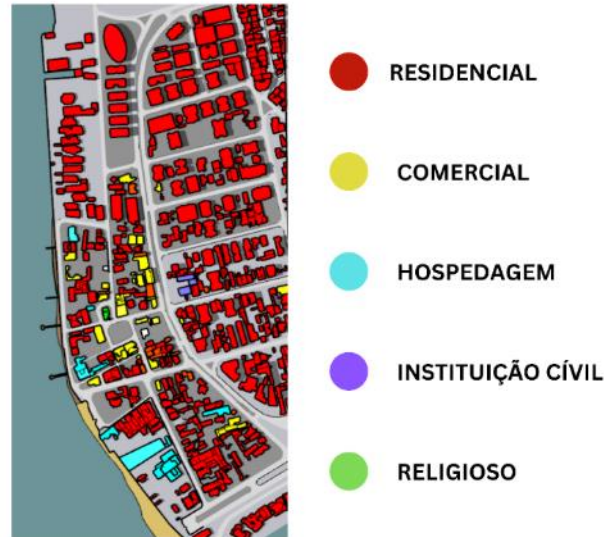 RESIDENCIAL
COMERCIAL
HOSPEDAGEM
INSTITUIÇÃO CÍVIL
RELIGIOSO